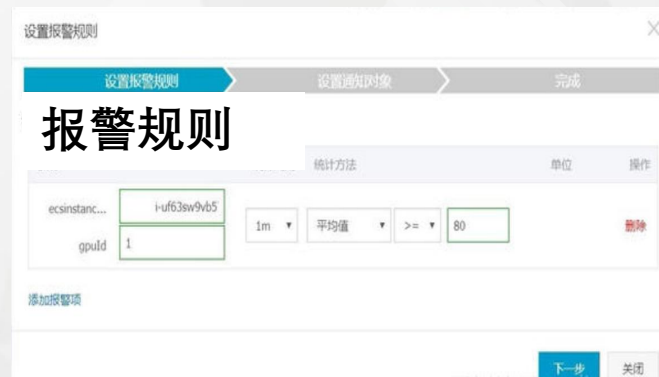 设置报警规则
设置报警规则 设置通知对象 完成
报警规则
统计方法 单位 操作
ecsinstanc... i-uf63sw9vb5
1m 平均值 >= 80 删除
gpuId 1
添加报警项
下一步 关闭